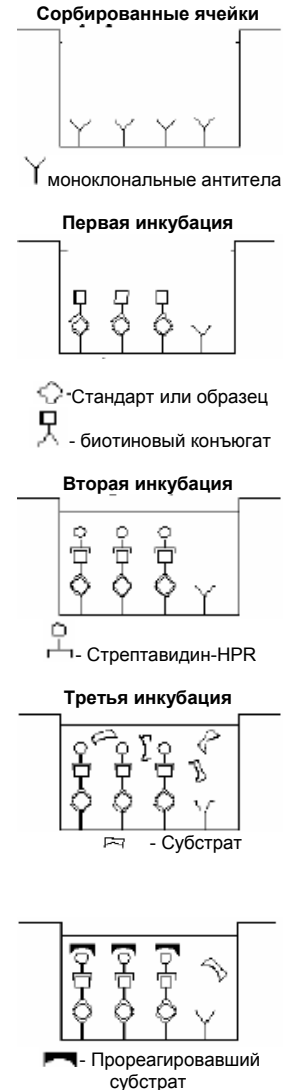 Сорбированные ячейки
моноклональные антитела
Первая инкубация
-Стандарт или образец
- биотиновый конъюгат
Вторая инкубация
- Стрептавидин-HPR
Третья инкубация
- Субстрат
- Прореагировавший
субстрат